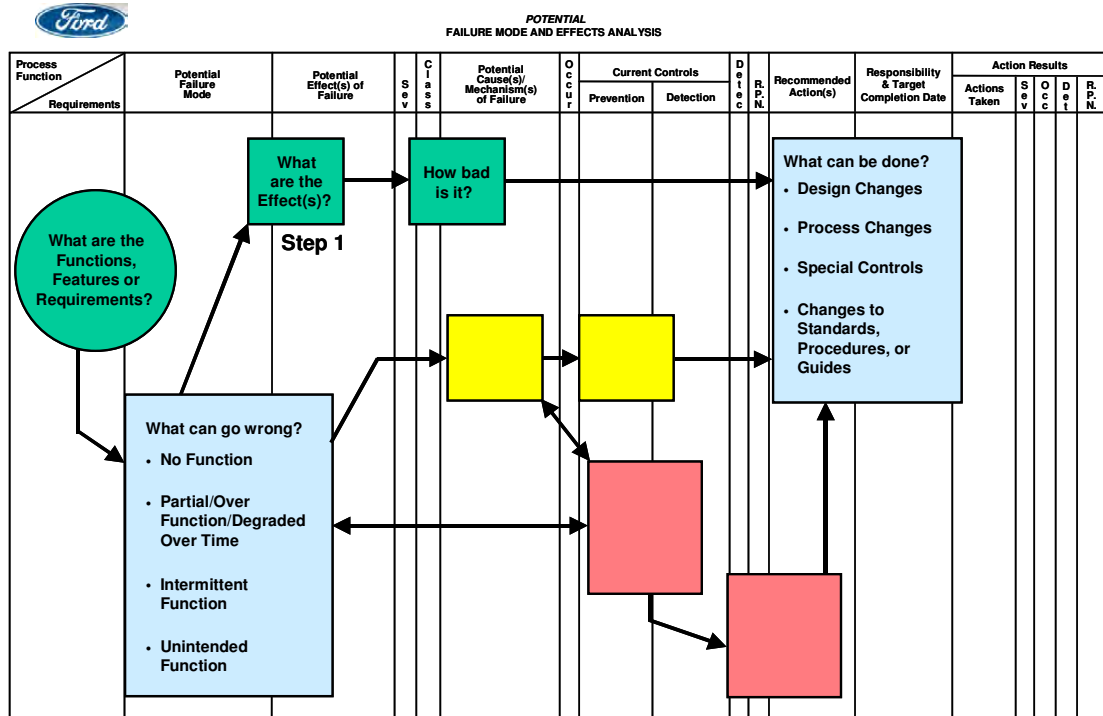 Ford
POTENTIAL
FAILURE MODE AND EFFECTS ANALYSIS
Process
Function
Requirements
Potential
Failure
Mode
Potential
Effect(s) of
Failure
S
e
v
C
l
a
s
s
Potential
Cause(s)/
Mechanism(s)
of Failure
O
c
c
u
r
Current Controls
Prevention
Detection
D
e
t
e
c
R.
P.
N.
Recommended
Action(s)
Responsibility
& Target
Completion Date
Action Results
Actions
Taken
S
e
v
O
c
c
D
e
t
R.
P.
N.
What are the
Functions,
Features or
Requirements?
What
are the
Effect(s)?
Step 1
How bad
is it?
What can be done?
• Design Changes
• Process Changes
• Special Controls
• Changes to
Standards,
Procedures, or
Guides
What can go wrong?
• No Function
• Partial/Over
Function/Degraded
Over Time
• Intermittent
Function
• Unintended
Function